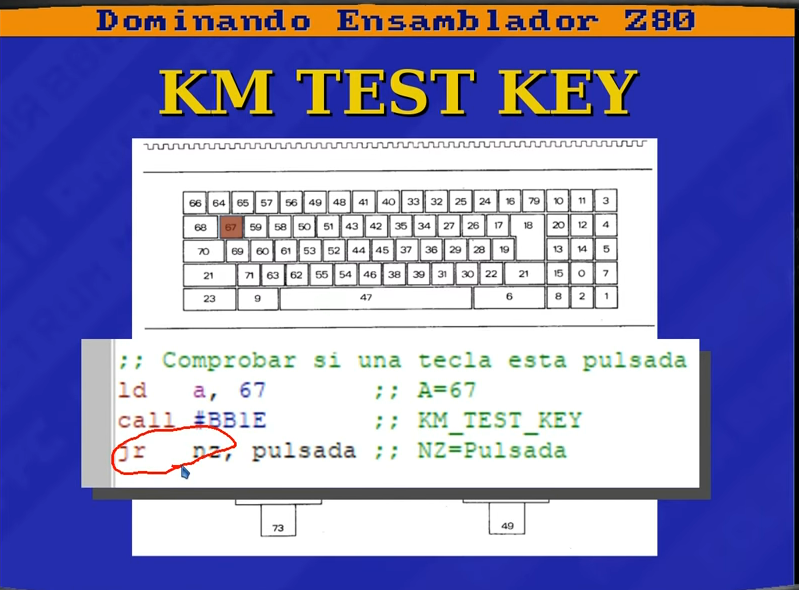 Dominando Ensamblador Z80
KM TEST KEY
66 64 65 57 56 49 48 41 40 33 32 25 24 16 79 10 11 3
68 67 59 58 50 51 43 42 35 34 27 26 17 18 20 12 4
70 69 60 61 53 52 44 45 37 36 29 28 19 13 14 5
21 71 63 62 55 54 46 38 39 31 30 22 21 15 0 7
23 9 47 6 8 2 1
;; Comprobar si una tecla esta pulsada
ld a, 67 ;; A=67
call #BB1E ;; KM_TEST_KEY
jr nz, pulsada ;; NZ=Pulsada
73 49